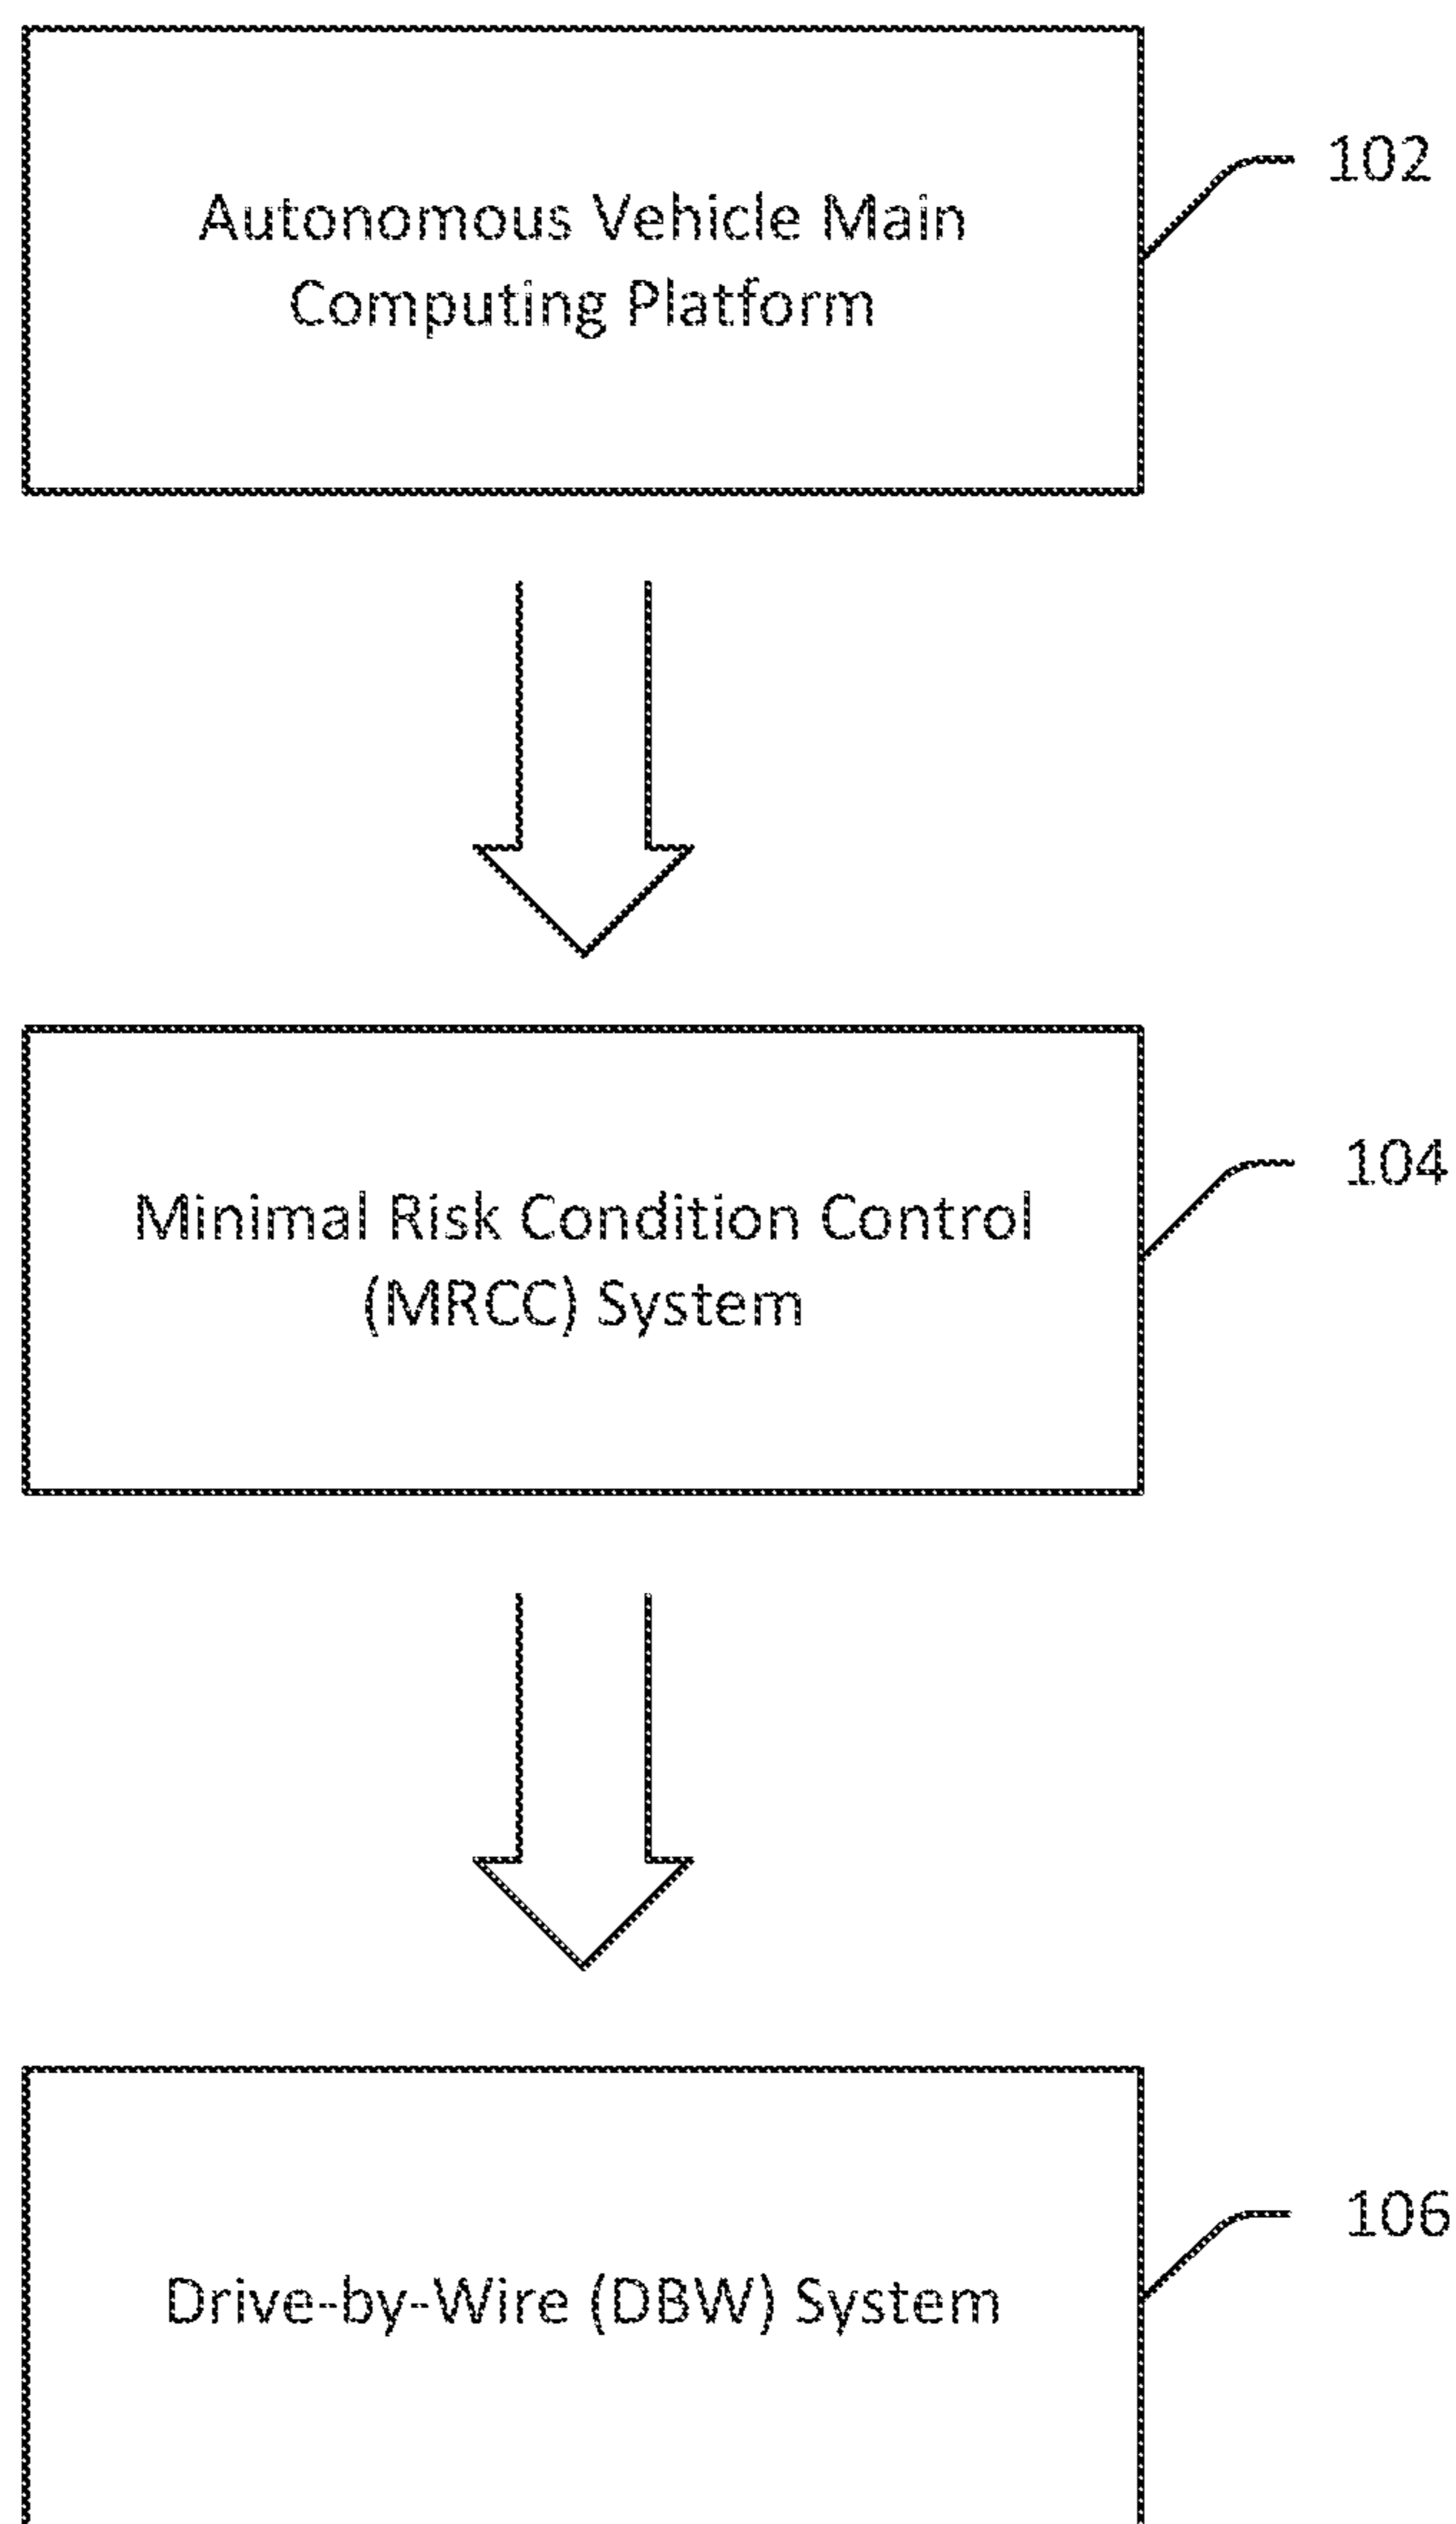 Autonomous Vehicle Main
Computing Platform
102
Minimal Risk Condition Control
(MRCC) System
104
Drive-by-Wire (DBW) System
106